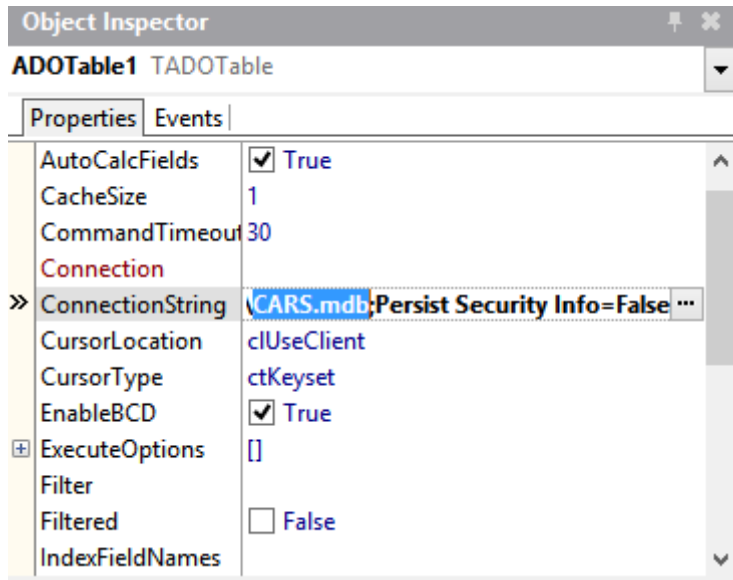 Object Inspector
ADOTable1 TADOTable
Properties Events
AutoCalcFields True
CacheSize 1
CommandTimeout 30
Connection
ConnectionString \CARS.mdb;Persist Security Info=False ...
CursorLocation clUseClient
CursorType ctKeyset
EnableBCD True
ExecuteOptions []
Filter
Filtered False
IndexFieldNames